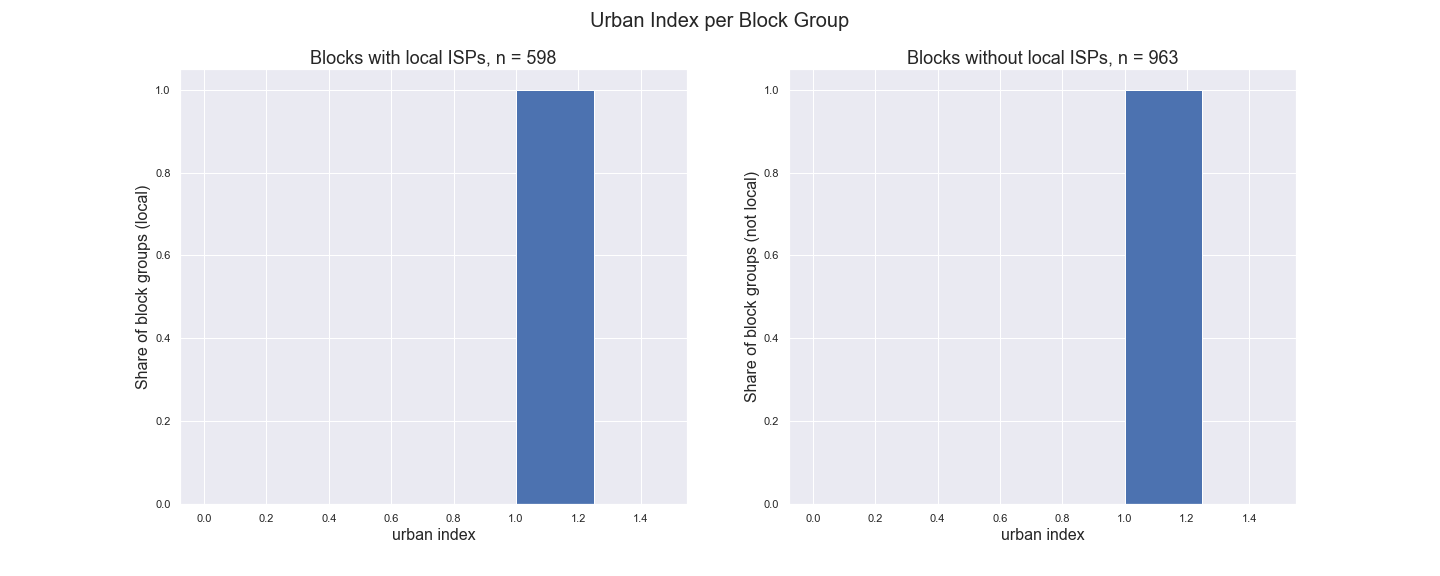 Urban Index per Block Group
Blocks with local ISPs, n = 598
Share of block groups (local)
1.0
0.8
0.6
0.4
0.2
0.0
0.0 0.2 0.4 0.6 0.8 1.0 1.2 1.4
urban index
Blocks without local ISPs, n = 963
Share of block groups (not local)
1.0
0.8
0.6
0.4
0.2
0.0
0.0 0.2 0.4 0.6 0.8 1.0 1.2 1.4
urban index